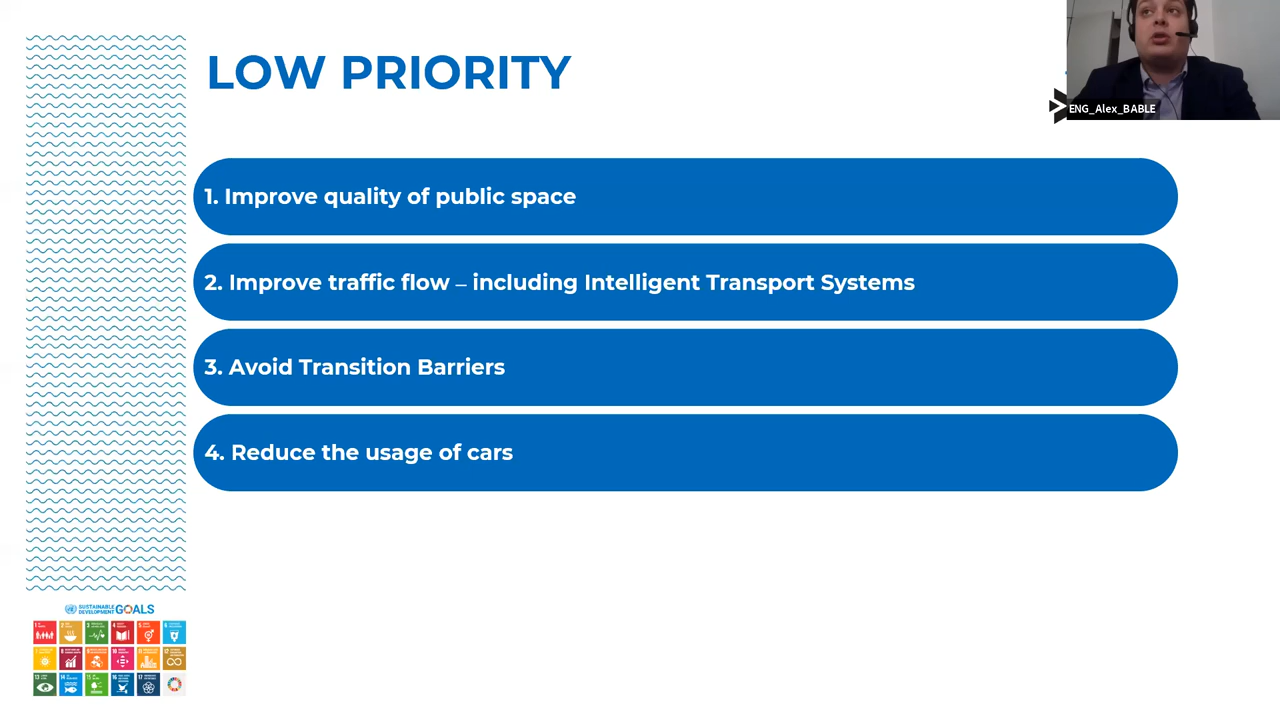 LOW PRIORITY
ENG_Alex_BABLE
1. Improve quality of public space
2. Improve traffic flow – including Intelligent Transport Systems
3. Avoid Transition Barriers
4. Reduce the usage of cars
SUSTAINABLE
DEVELOPMENT GOALS